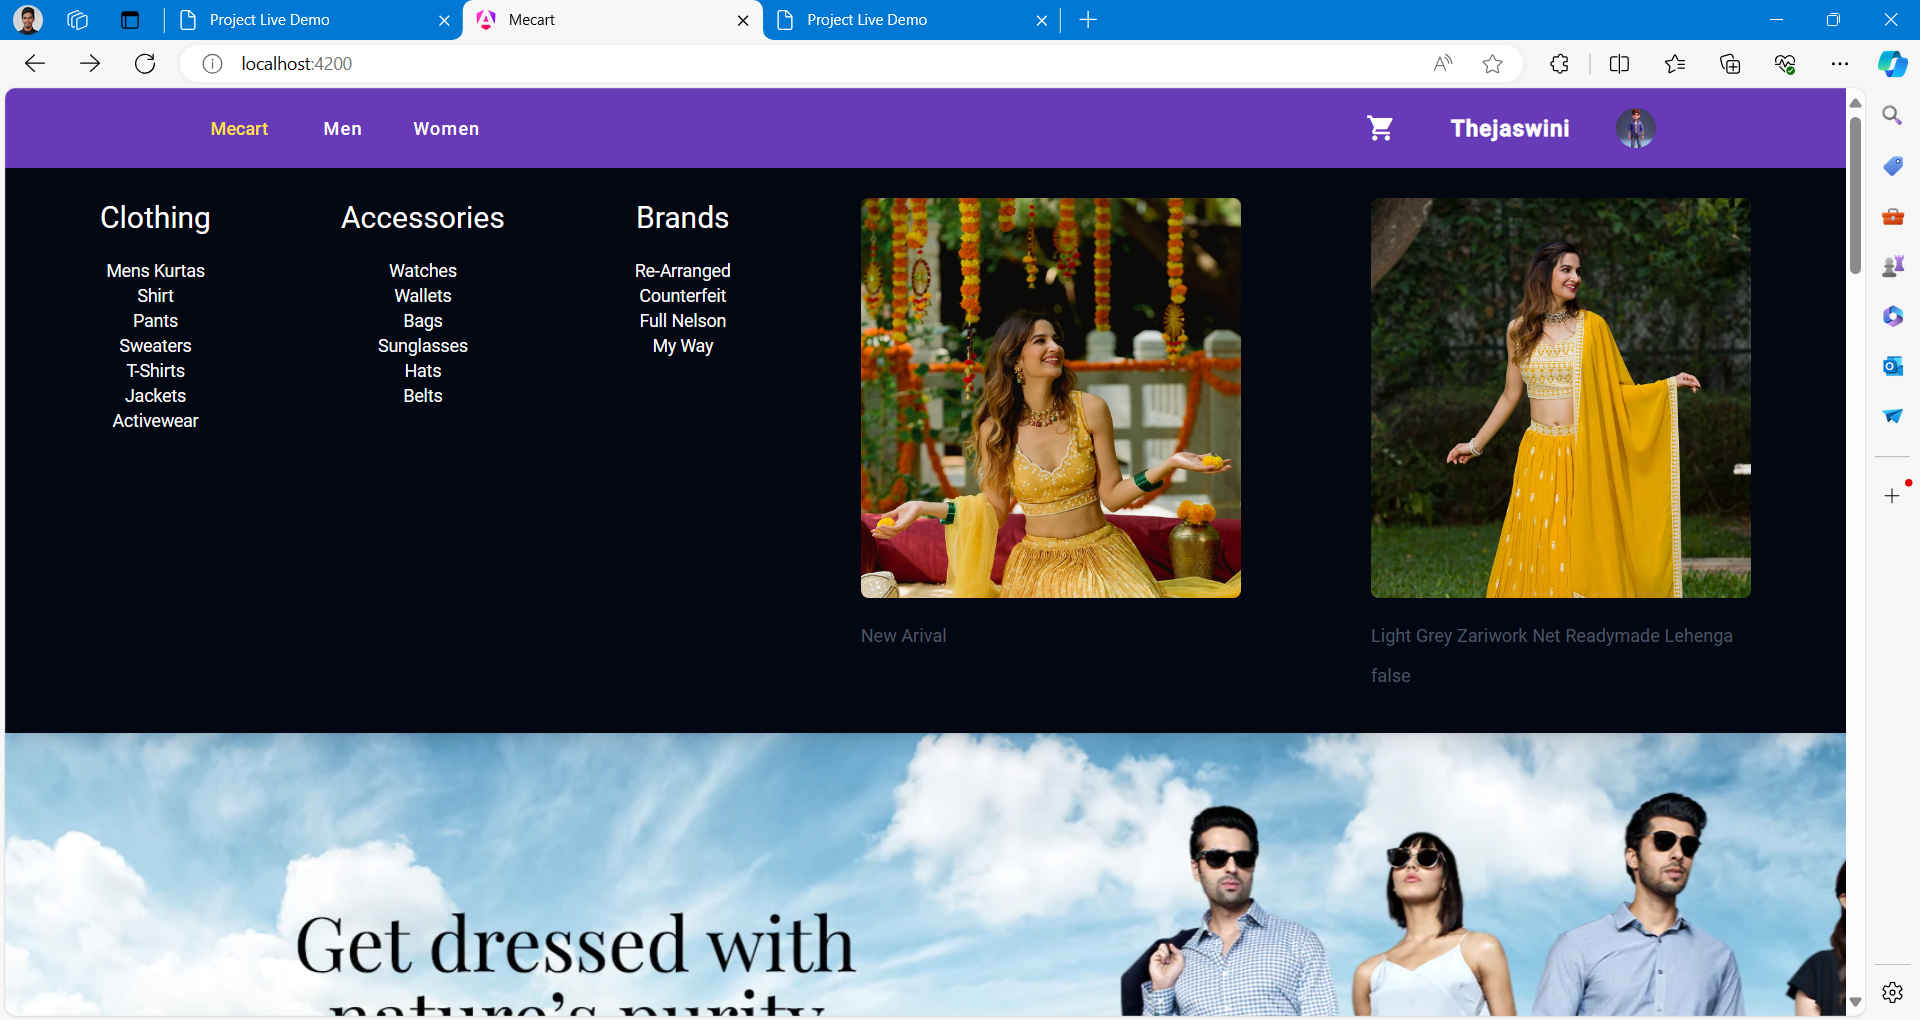 Project Live Demo
Mecart
Project Live Demo
localhost:4200
Mecart Men Women
Thejaswini
Clothing
Mens Kurtas
Shirt
Pants
Sweaters
T-Shirts
Jackets
Activewear
Accessories
Watches
Wallets
Bags
Sunglasses
Hats
Belts
Brands
Re-Arranged
Counterfeit
Full Nelson
My Way
New Arival
Light Grey Zariwork Net Readymade Lehenga
false
Get dressed with
nature's purity